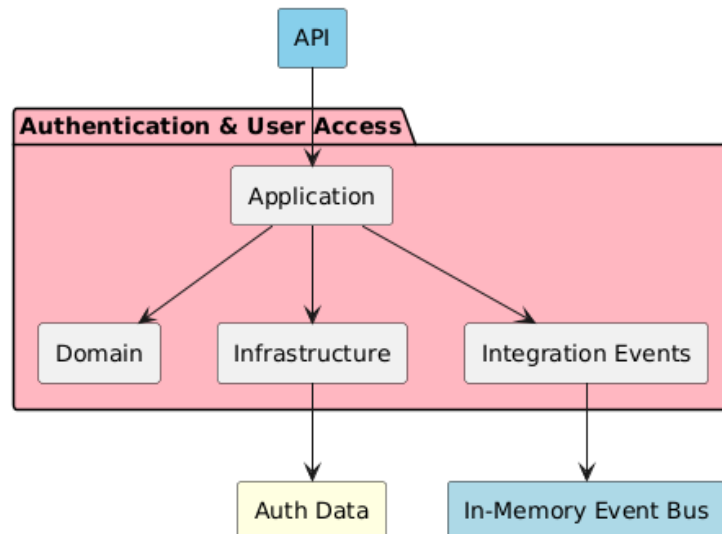 API
Authentication & User Access
Application
Domain
Infrastructure
Integration Events
Auth Data
In-Memory Event Bus